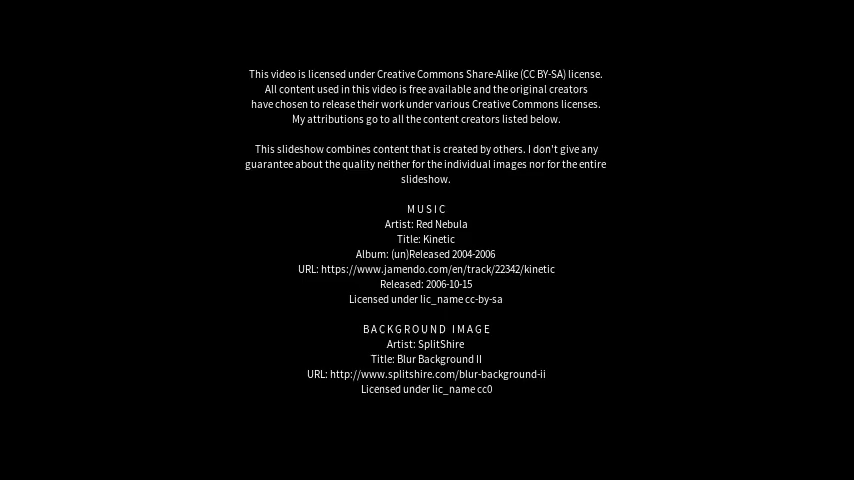 This video is licensed under Creative Commons Share-Alike (CC BY-SA) license.
All content used in this video is free available and the original creators
have chosen to release their work under various Creative Commons licenses.
My attributions go to all the content creators listed below.
This slideshow combines content that is created by others. I don't give any
guarantee about the quality neither for the individual images nor for the entire
slideshow.
MUSIC
Artist: Red Nebula
Title: Kinetic
Album: (un)Released 2004-2006
URL: https://www.jamendo.com/en/track/22342/kinetic
Released: 2006-10-15
Licensed under lic_name cc-by-sa
BACKGROUND IMAGE
Artist: SplitShire
Title: Blur Background II
URL: http://www.splitshire.com/blur-background-ii
Licensed under lic_name cc0